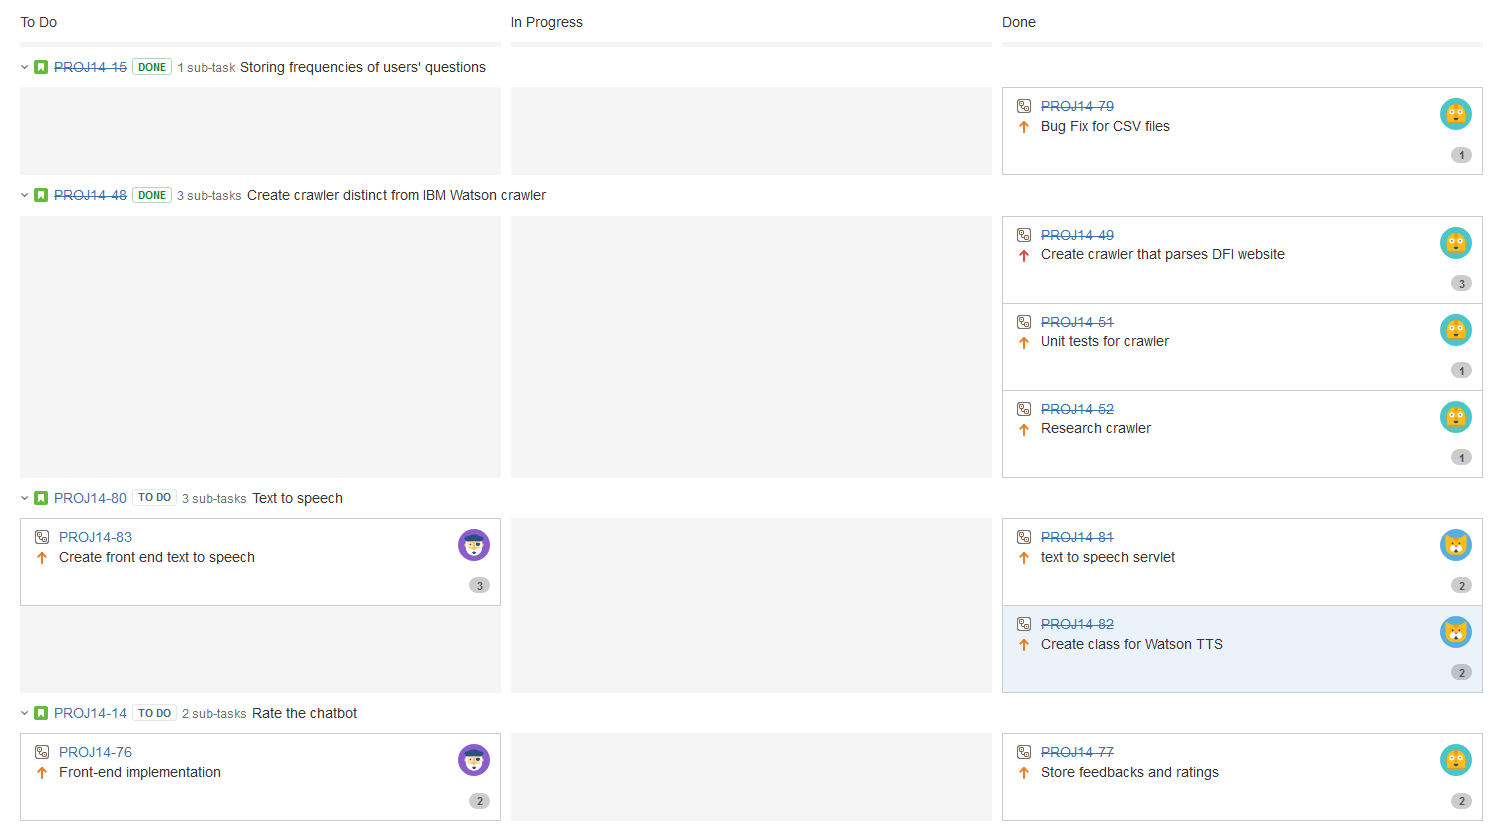 To Do
In Progress
Done
PROJ14-15 DONE 1 sub-task Storing frequencies of users' questions
PROJ14-79
Bug Fix for CSV files
1
PROJ14-48 DONE 3 sub-tasks Create crawler distinct from IBM Watson crawler
PROJ14-49
Create crawler that parses DFI website
3
PROJ14-51
Unit tests for crawler
1
PROJ14-52
Research crawler
1
PROJ14-80 TO DO 3 sub-tasks Text to speech
PROJ14-83
Create front end text to speech
3
PROJ14-81
text to speech servlet
2
PROJ14-82
Create class for Watson TTS
2
PROJ14-14 TO DO 2 sub-tasks Rate the chatbot
PROJ14-76
Front-end implementation
2
PROJ14-77
Store feedbacks and ratings
2